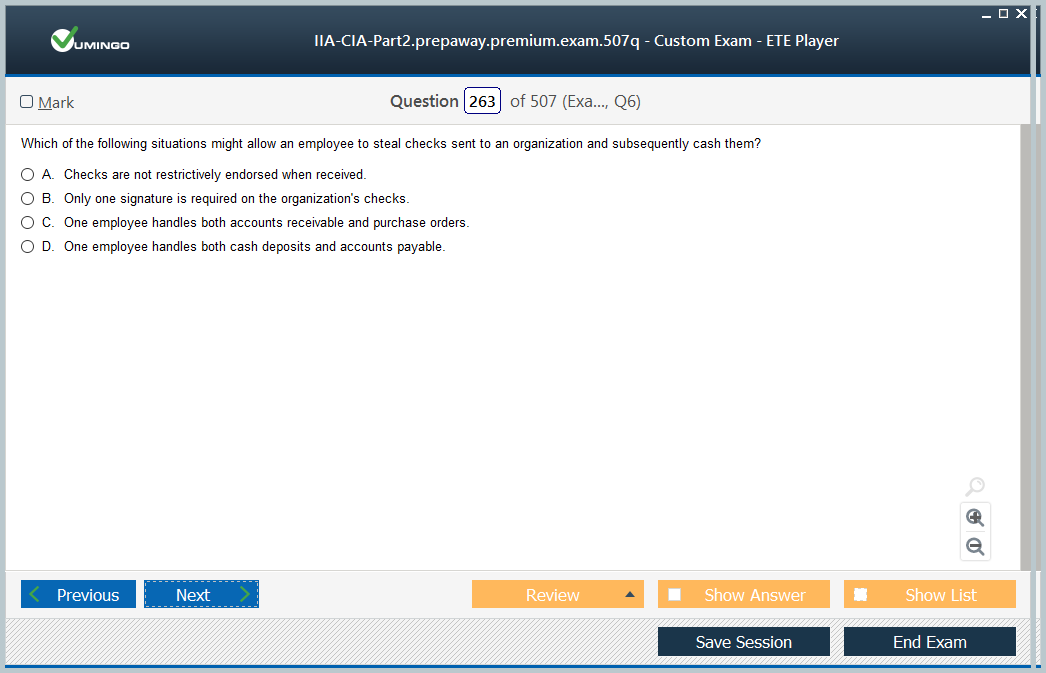 VUMINGO
IIA-CIA-Part2.prepaway.premium.exam.507q - Custom Exam - ETE Player
Mark
Question 263 of 507 (Exa..., Q6)
Which of the following situations might allow an employee to steal checks sent to an organization and subsequently cash them?
A. Checks are not restrictively endorsed when received.
B. Only one signature is required on the organization's checks.
C. One employee handles both accounts receivable and purchase orders.
D. One employee handles both cash deposits and accounts payable.
Previous Next Review Show Answer Show List
Save Session End Exam